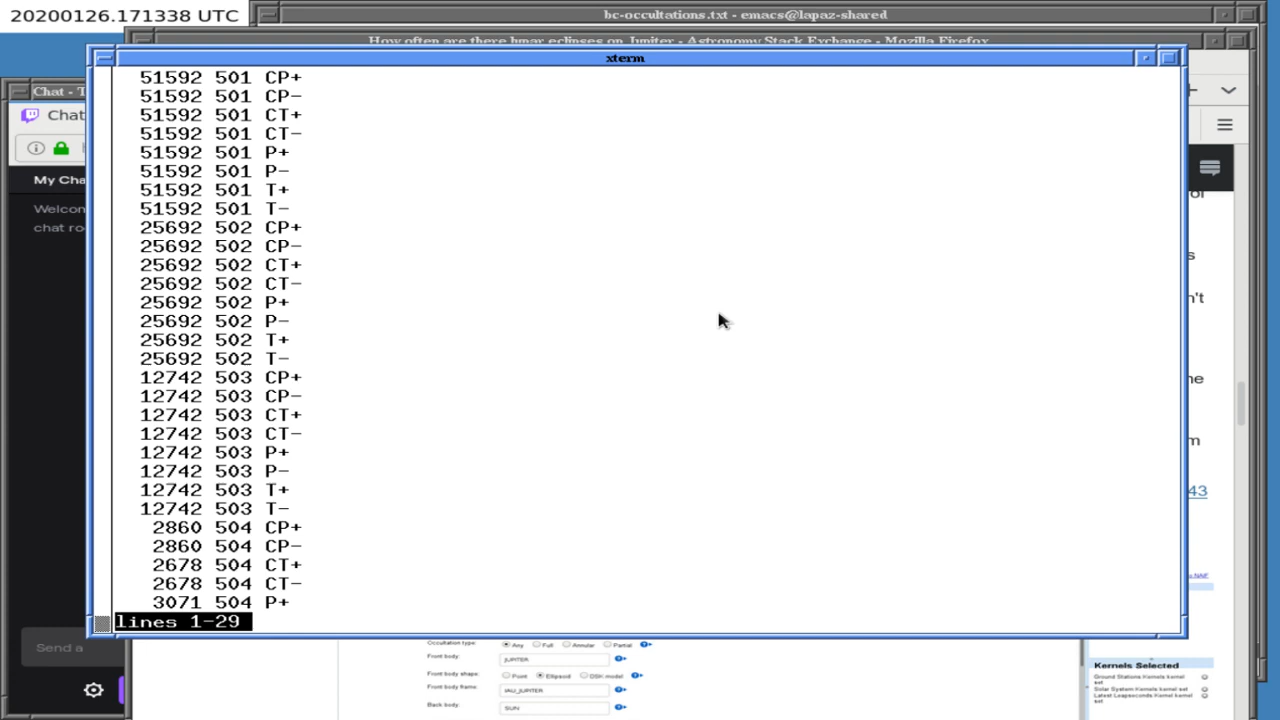 20200126.171338 UTC
bc-occultations.txt - emacs@lapaz-shared
How often are there lunar eclipses on Jupiter - Astronomy Stack Exchange - Mozilla Firefox
xterm
Chat - T
Chat
My Cha
Welcon
chat ro
51592 501 CP+
51592 501 CP-
51592 501 CT+
51592 501 CT-
51592 501 P+
51592 501 P-
51592 501 T+
51592 501 T-
25692 502 CP+
25692 502 CP-
25692 502 CT+
25692 502 CT-
25692 502 P+
25692 502 P-
25692 502 T+
25692 502 T-
12742 503 CP+
12742 503 CP-
12742 503 CT+
12742 503 CT-
12742 503 P+
12742 503 P-
12742 503 T+
12742 503 T-
2860 504 CP+
2860 504 CP-
2678 504 CT+
2678 504 CT-
3071 504 P+
lines 1-29
n't
43
Send a
Occultation type: Any Full Annular Partial
Front body: JUPITER
Front body shape: Point Ellipsoid DSK model
Front body frame: IAU_JUPITER
Back body: SUN
Kernels Selected
Ground Stations Kernels kernel
set
Solar System Kernels kernel set
Latest Leapseconds Kernel kernel
set